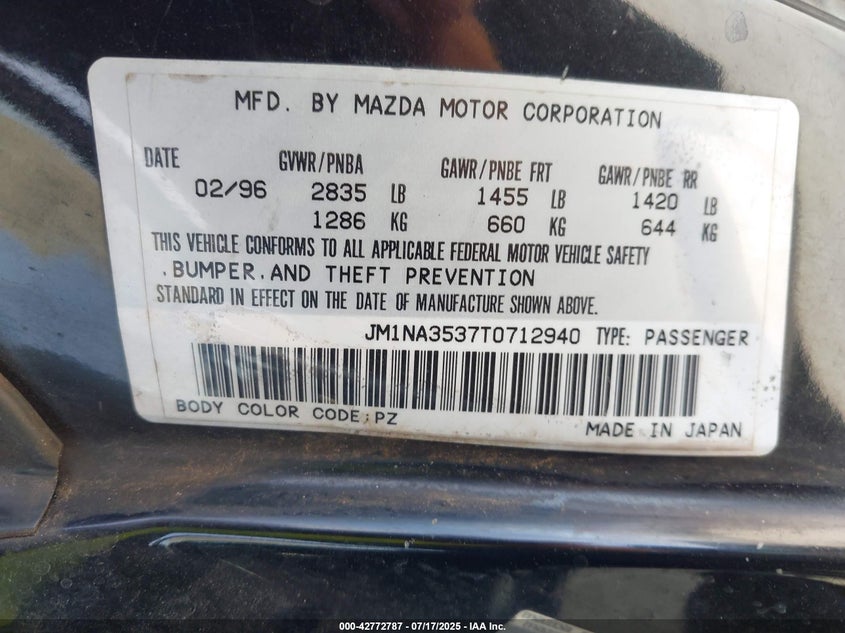 MFD. BY MAZDA MOTOR CORPORATION
DATE GVWR/PNBA GAWR/PNBE FRT GAWR/PNBE RR
02/96 2835 LB 1455 LB 1420 LB
1286 KG 660 KG 644 KG
THIS VEHICLE CONFORMS TO ALL APPLICABLE FEDERAL MOTOR VEHICLE SAFETY
.BUMPER.AND THEFT PREVENTION
STANDARD IN EFFECT ON THE DATE OF MANUFACTURE SHOWN ABOVE.
JM1NA3537T0712940 TYPE: PASSENGER
BODY COLOR CODE:PZ
MADE IN JAPAN
000-42772787 - 07/17/2025 - IAA Inc.